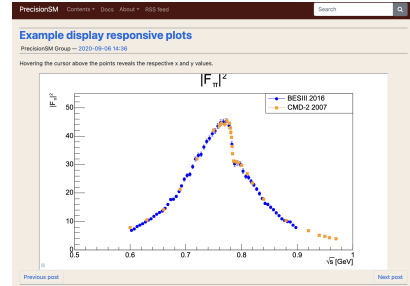 PrecisionSM Contents Docs About RSS feed Search
Example display responsive plots
PrecisionSM Group — 2020-09-06 14:36
Hovering the cursor above the points reveals the respective x and y values.
|Fπ|²
|Fπ|²
BESIII 2016
CMD-2 2007
50
40
30
20
10
0
0.5 0.6 0.7 0.8 0.9 1
√s [GeV]
Previous post Next post